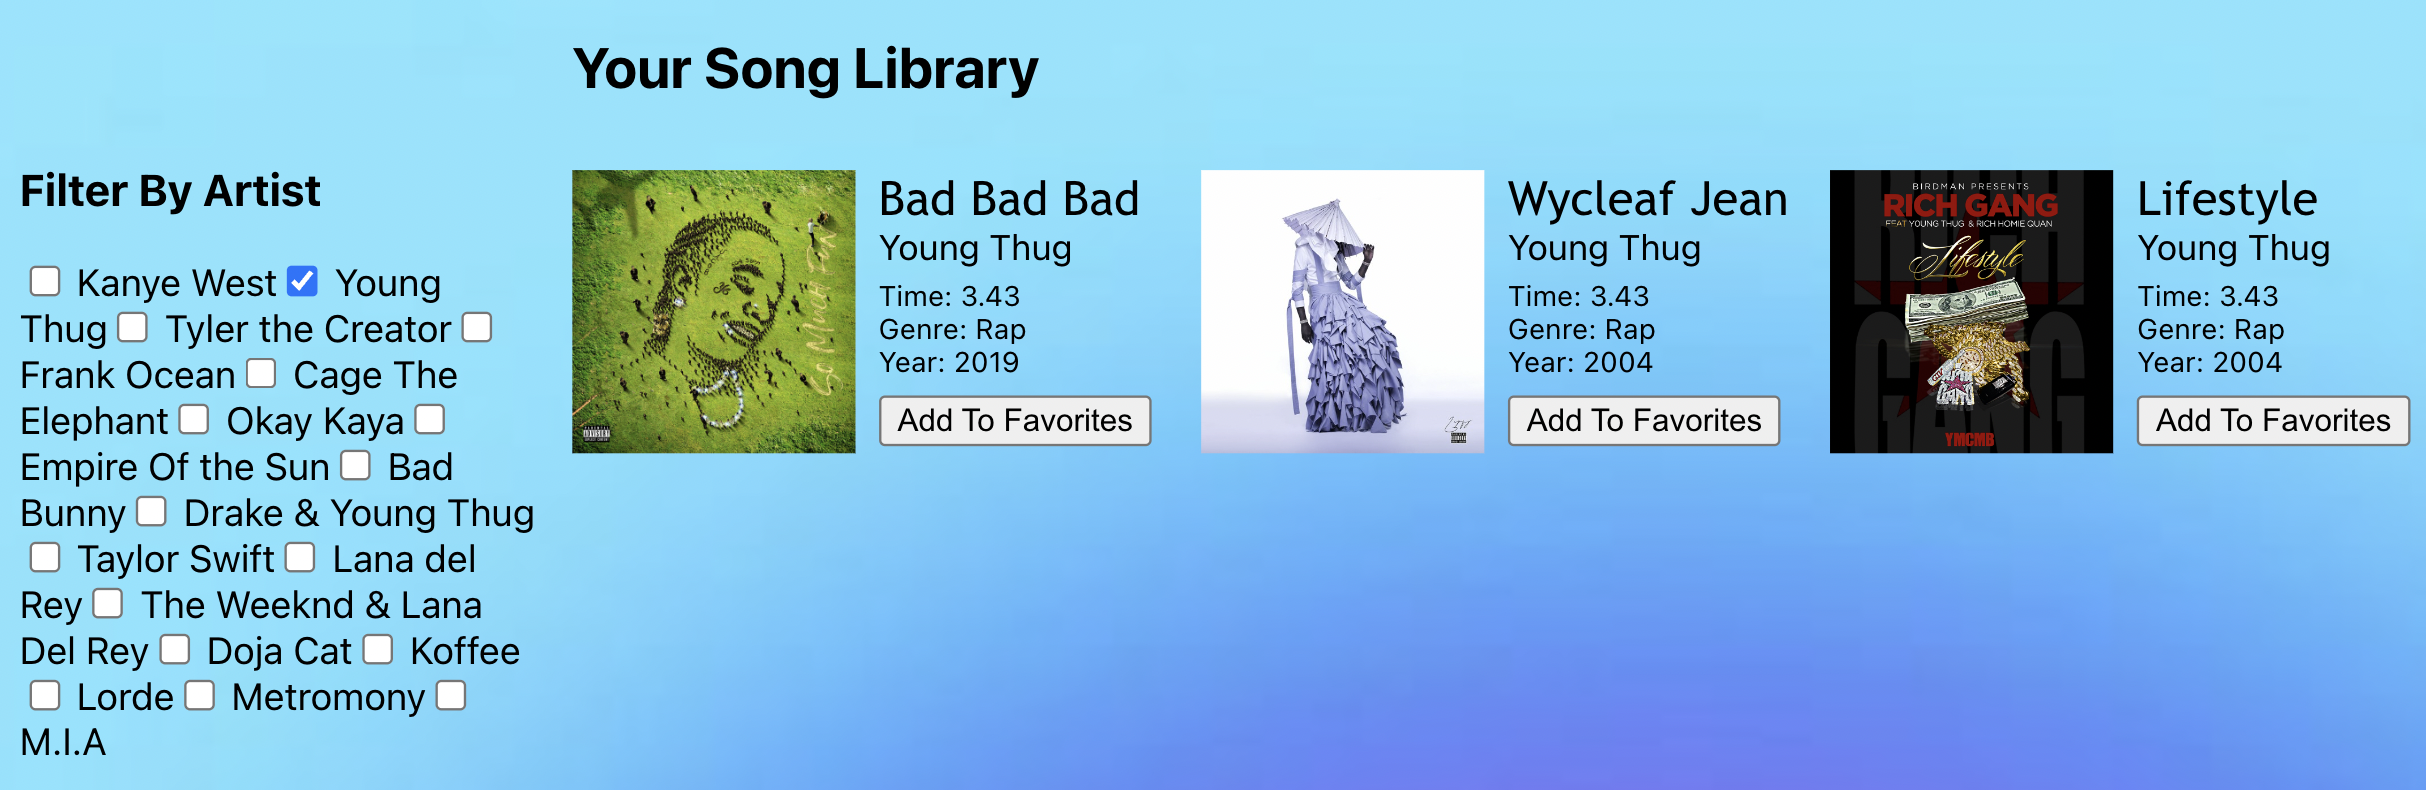 Your Song Library
Filter By Artist
Kanye West Young
Thug Tyler the Creator
Frank Ocean Cage The
Elephant Okay Kaya
Empire Of the Sun Bad
Bunny Drake & Young Thug
Taylor Swift Lana del
Rey The Weeknd & Lana
Del Rey Doja Cat Koffee
Lorde Metromony
M.I.A
So Much Fun
Bad Bad Bad
Young Thug
Time: 3.43
Genre: Rap
Year: 2019
Add To Favorites
Wycleaf Jean
Young Thug
Time: 3.43
Genre: Rap
Year: 2004
Add To Favorites
BIRDMAN PRESENTS
RICH GANG
FEAT YOUNG THUG & RICH HOMIE QUAN
Lifestyle
YMCMB
Lifestyle
Young Thug
Time: 3.43
Genre: Rap
Year: 2004
Add To Favorites